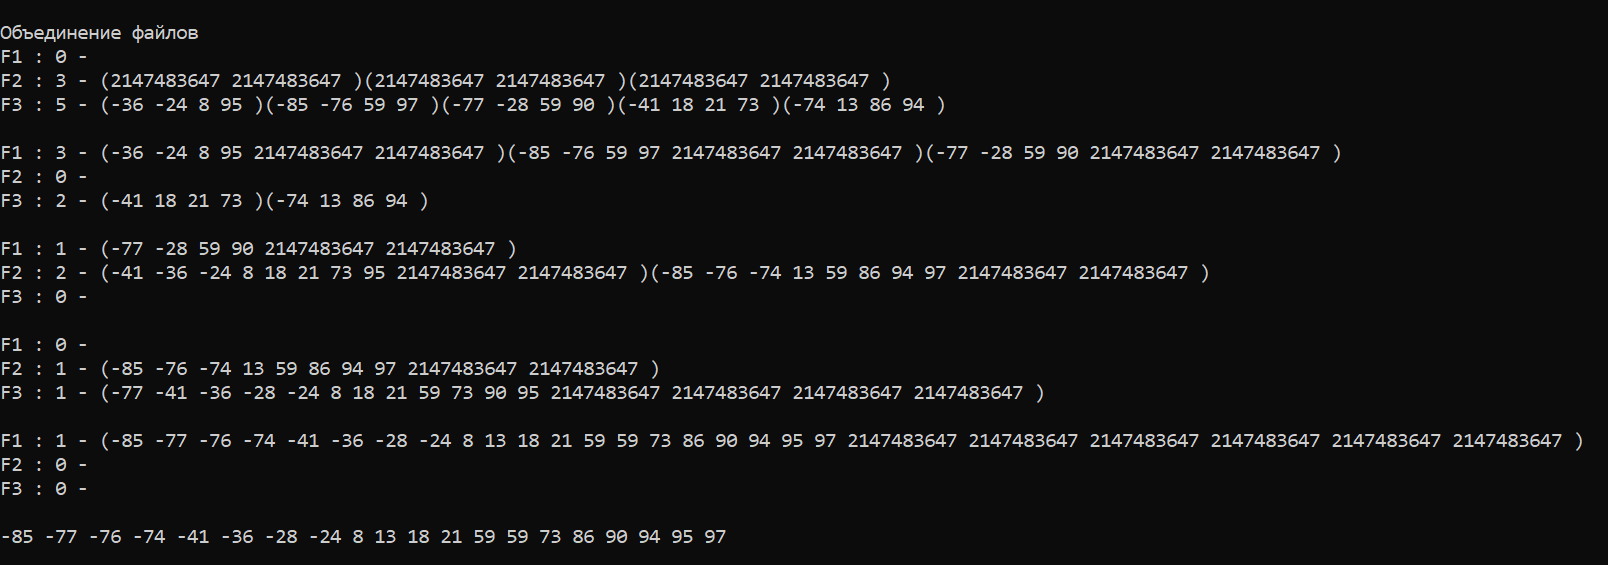 Объединение файлов
F1 : 0 -
F2 : 3 - (2147483647 2147483647 )(2147483647 2147483647 )(2147483647 2147483647 )
F3 : 5 - (-36 -24 8 95 )(-85 -76 59 97 )(-77 -28 59 90 )(-41 18 21 73 )(-74 13 86 94 )
F1 : 3 - (-36 -24 8 95 2147483647 2147483647 )(-85 -76 59 97 2147483647 2147483647 )(-77 -28 59 90 2147483647 2147483647 )
F2 : 0 -
F3 : 2 - (-41 18 21 73 )(-74 13 86 94 )
F1 : 1 - (-77 -28 59 90 2147483647 2147483647 )
F2 : 2 - (-41 -36 -24 8 18 21 73 95 2147483647 2147483647 )(-85 -76 -74 13 59 86 94 97 2147483647 2147483647 )
F3 : 0 -
F1 : 0 -
F2 : 1 - (-85 -76 -74 13 59 86 94 97 2147483647 2147483647 )
F3 : 1 - (-77 -41 -36 -28 -24 8 18 21 59 73 90 95 2147483647 2147483647 2147483647 2147483647 )
F1 : 1 - (-85 -77 -76 -74 -41 -36 -28 -24 8 13 18 21 59 59 73 86 90 94 95 97 2147483647 2147483647 2147483647 2147483647 2147483647 2147483647 )
F2 : 0 -
F3 : 0 -
-85 -77 -76 -74 -41 -36 -28 -24 8 13 18 21 59 59 73 86 90 94 95 97